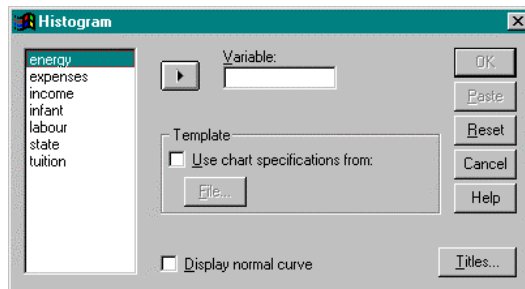 Histogram
energy
expenses
income
infant
labour
state
tuition
Variable:
Template
Use chart specifications from:
File...
Display normal curve
OK
Paste
Reset
Cancel
Help
Titles...